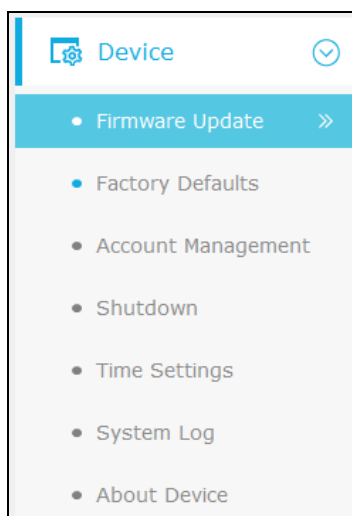 Device
Firmware Update
Factory Defaults
Account Management
Shutdown
Time Settings
System Log
About Device